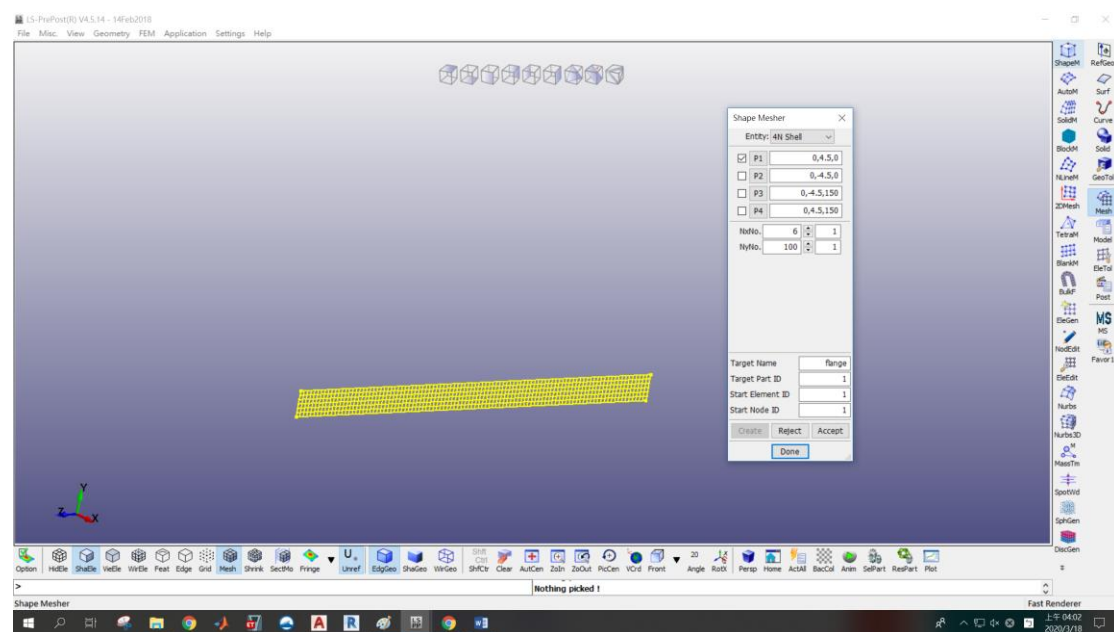 LS-PrePost(R) V4.5.14 - 14Feb2018
File Misc. View Geometry FEM Application Settings Help
Shape Mesher
Entity: 4N Shell
P1 0,4.5,0
P2 0,-4.5,0
P3 0,-4.5,150
P4 0,4.5,150
NxNo. 6 1
NyNo. 100 1
Target Name flange
Target Part ID 1
Start Element ID 1
Start Node ID 1
Create Reject Accept
Done
ShapeM RefGeo
AutoM Surf
SolidM Curve
BlockM Solid
NLineM GeoTol
2DMesh Mesh
TetraM Model
BlankM EleTol
BulkF Post
EleGen MS
MS
NodEdit Favor1
EleEdit
Nurbs
Nurbs3D
MassTm
SpotWd
SphGen
DiscGen
Y
Z X
Option HidEle ShaEle VieEle WirEle Feat Edge Grid Mesh Shrink SectMo Fringe Unref EdgGeo ShaGeo WirGeo ShfCtr Clear AutCen ZoIn ZoOut PicCen VCrd Front Angle RotX Persp Home ActAll BacCol Anim SelPart ResPart Plot
U+
Shft
Ctrl
20
>
Nothing picked !
Shape Mesher Fast Renderer
上午 04:02
2020/3/18